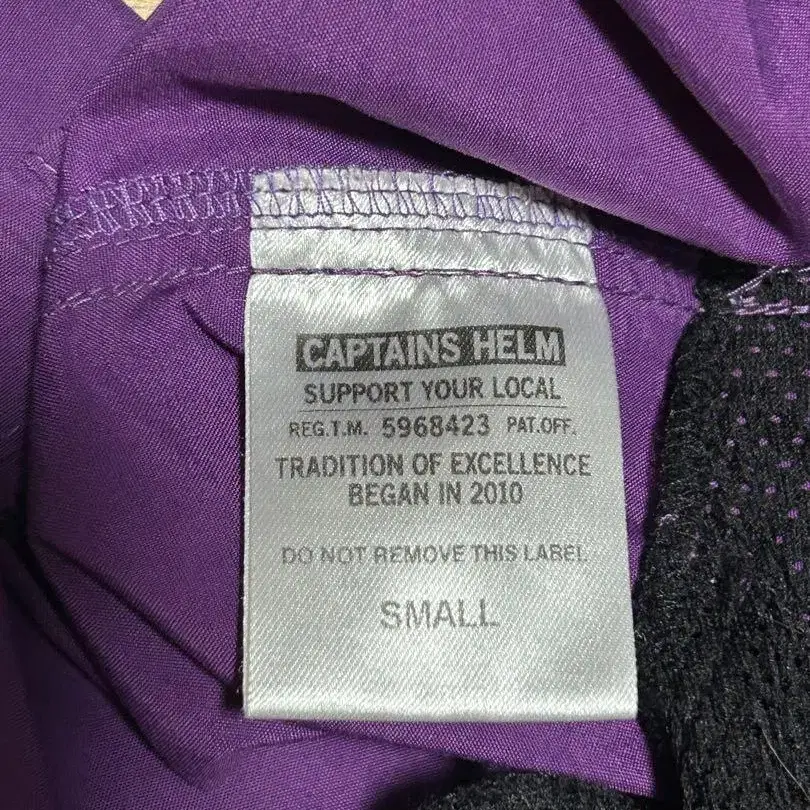 CAPTAINS HELM
SUPPORT YOUR LOCAL
REG.T.M. 5968423 PAT.OFF.
TRADITION OF EXCELLENCE
BEGAN IN 2010
DO NOT REMOVE THIS LABEL
SMALL